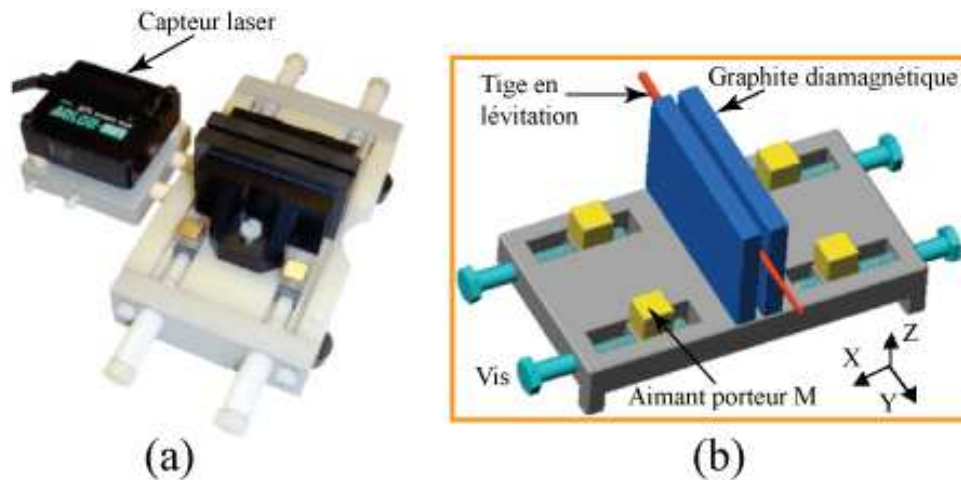 Capteur laser
Tige en
lévitation
Graphite diamagnétique
Vis
Aimant porteur M
Z
X
Y
(a)
(b)